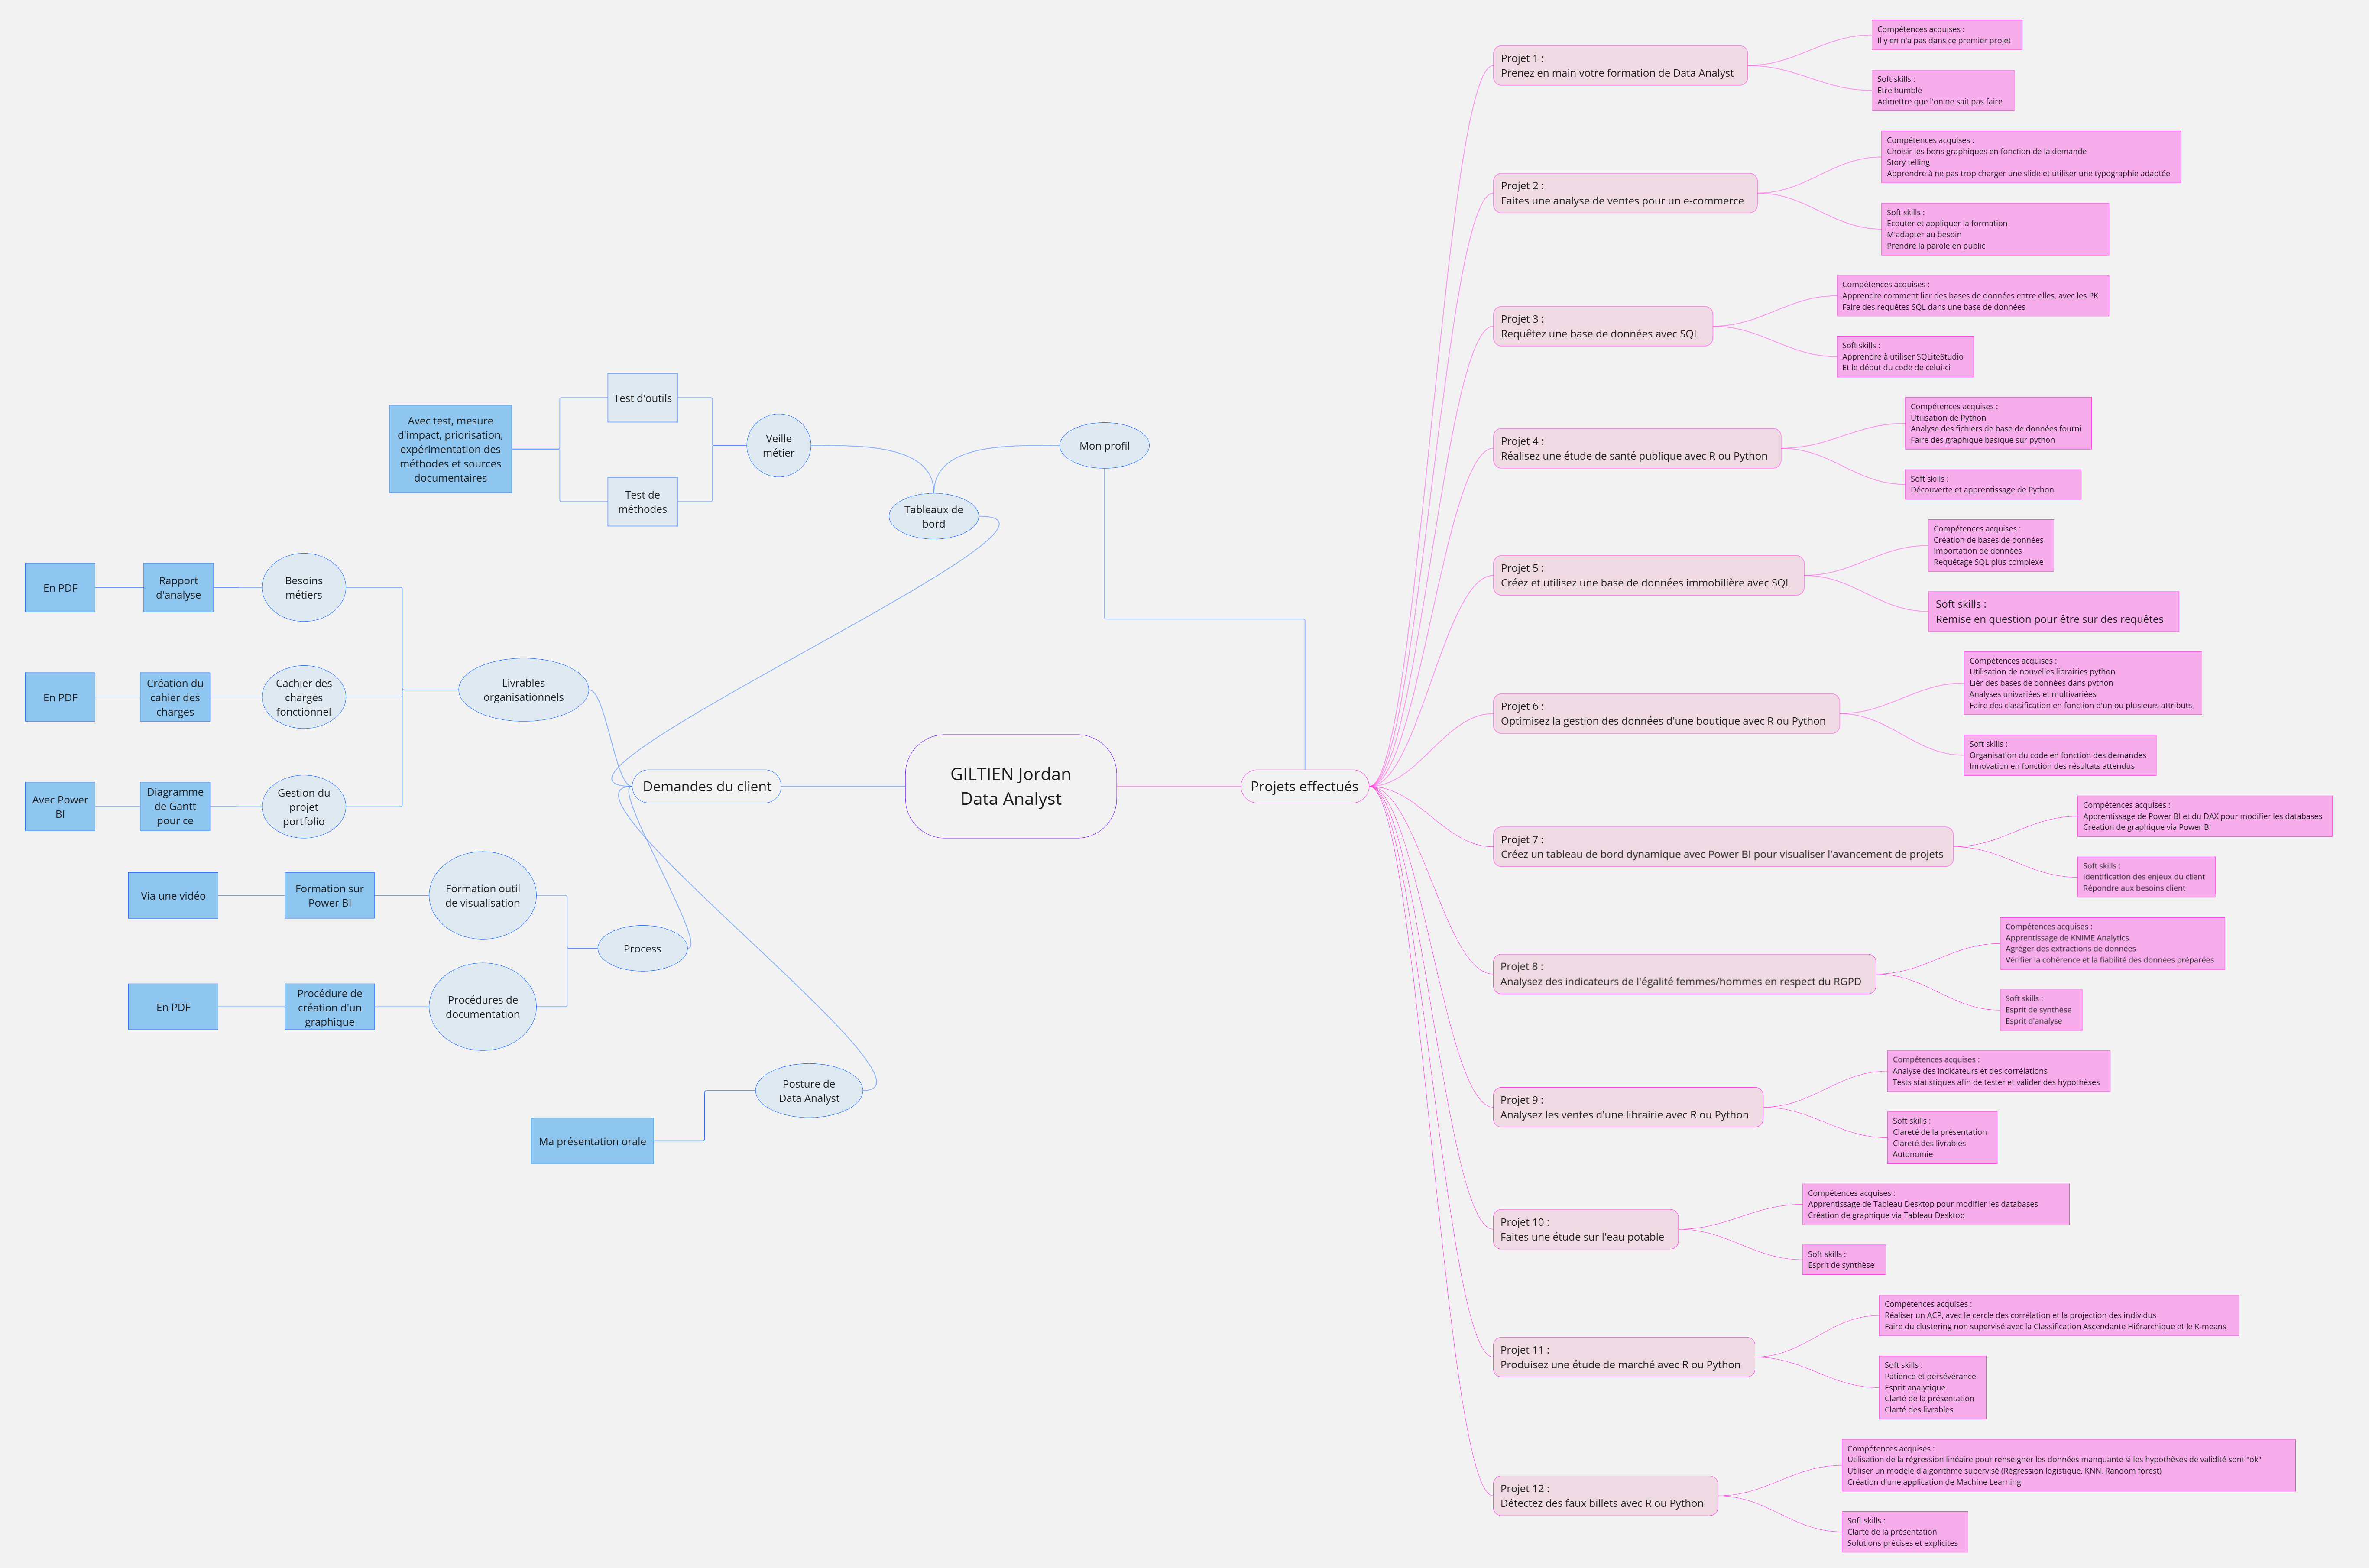 GILTIEN Jordan
Data Analyst
Demandes du client
Tableaux de
bord
Mon profil
Veille
métier
Test d'outils
Test de
méthodes
Avec test, mesure
d'impact, priorisation,
expérimentation des
méthodes et sources
documentaires
Livrables
organisationnels
Besoins
métiers
Rapport
d'analyse
En PDF
Cachier des
charges
fonctionnel
Création du
cahier des
charges
En PDF
Gestion du
projet
portfolio
Diagramme
de Gantt
pour ce
Avec Power
BI
Process
Formation outil
de visualisation
Formation sur
Power BI
Via une vidéo
Procédures de
documentation
Procédure de
création d'un
graphique
En PDF
Posture de
Data Analyst
Ma présentation orale
Projets effectués
Projet 1 :
Prenez en main votre formation de Data Analyst
Compétences acquises :
Il y en n'a pas dans ce premier projet
Soft skills :
Etre humble
Admettre que l'on ne sait pas faire
Projet 2 :
Faites une analyse de ventes pour un e-commerce
Compétences acquises :
Choisir les bons graphiques en fonction de la demande
Story telling
Apprendre à ne pas trop charger une slide et utiliser une typographie adaptée
Soft skills :
Ecouter et appliquer la formation
M'adapter au besoin
Prendre la parole en public
Projet 3 :
Requêtez une base de données avec SQL
Compétences acquises :
Apprendre comment lier des bases de données entre elles, avec les PK
Faire des requêtes SQL dans une base de données
Soft skills :
Apprendre à utiliser SQLiteStudio
Et le début du code de celui-ci
Projet 4 :
Réalisez une étude de santé publique avec R ou Python
Compétences acquises :
Utilisation de Python
Analyse des fichiers de base de données fourni
Faire des graphique basique sur python
Soft skills :
Découverte et apprentissage de Python
Projet 5 :
Créez et utilisez une base de données immobilière avec SQL
Compétences acquises :
Création de bases de données
Importation de données
Requêtage SQL plus complexe
Soft skills :
Remise en question pour être sur des requêtes
Projet 6 :
Optimisez la gestion des données d'une boutique avec R ou Python
Compétences acquises :
Utilisation de nouvelles librairies python
Liér des bases de données dans python
Analyses univariées et multivariées
Faire des classification en fonction d'un ou plusieurs attributs
Soft skills :
Organisation du code en fonction des demandes
Innovation en fonction des résultats attendus
Projet 7 :
Créez un tableau de bord dynamique avec Power BI pour visualiser l'avancement de projets
Compétences acquises :
Apprentissage de Power BI et du DAX pour modifier les databases
Création de graphique via Power BI
Soft skills :
Identification des enjeux du client
Répondre aux besoins client
Projet 8 :
Analysez des indicateurs de l'égalité femmes/hommes en respect du RGPD
Compétences acquises :
Apprentissage de KNIME Analytics
Agréger des extractions de données
Vérifier la cohérence et la fiabilité des données préparées
Soft skills :
Esprit de synthèse
Esprit d'analyse
Projet 9 :
Analysez les ventes d'une librairie avec R ou Python
Compétences acquises :
Analyse des indicateurs et des corrélations
Tests statistiques afin de tester et valider des hypothèses
Soft skills :
Clareté de la présentation
Clareté des livrables
Autonomie
Projet 10 :
Faites une étude sur l'eau potable
Compétences acquises :
Apprentissage de Tableau Desktop pour modifier les databases
Création de graphique via Tableau Desktop
Soft skills :
Esprit de synthèse
Projet 11 :
Produisez une étude de marché avec R ou Python
Compétences acquises :
Réaliser un ACP, avec le cercle des corrélation et la projection des individus
Faire du clustering non supervisé avec la Classification Ascendante Hiérarchique et le K-means
Soft skills :
Patience et persévérance
Esprit analytique
Clarté de la présentation
Clarté des livrables
Projet 12 :
Détectez des faux billets avec R ou Python
Compétences acquises :
Utilisation de la régression linéaire pour renseigner les données manquante si les hypothèses de validité sont "ok"
Utiliser un modèle d'algorithme supervisé (Régression logistique, KNN, Random forest)
Création d'une application de Machine Learning
Soft skills :
Clarté de la présentation
Solutions précises et explicites